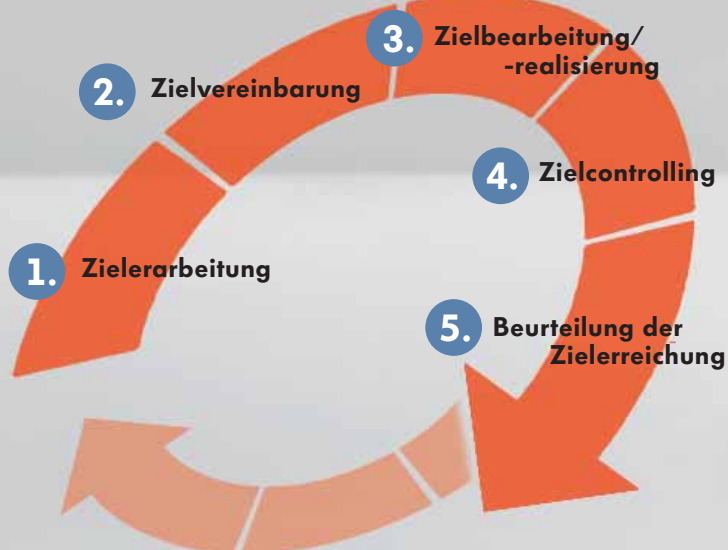 1. Zielerarbeitung
2. Zielvereinbarung
3. Zielbearbeitung/
-realisierung
4. Zielcontrolling
5. Beurteilung der
Zielerreichung